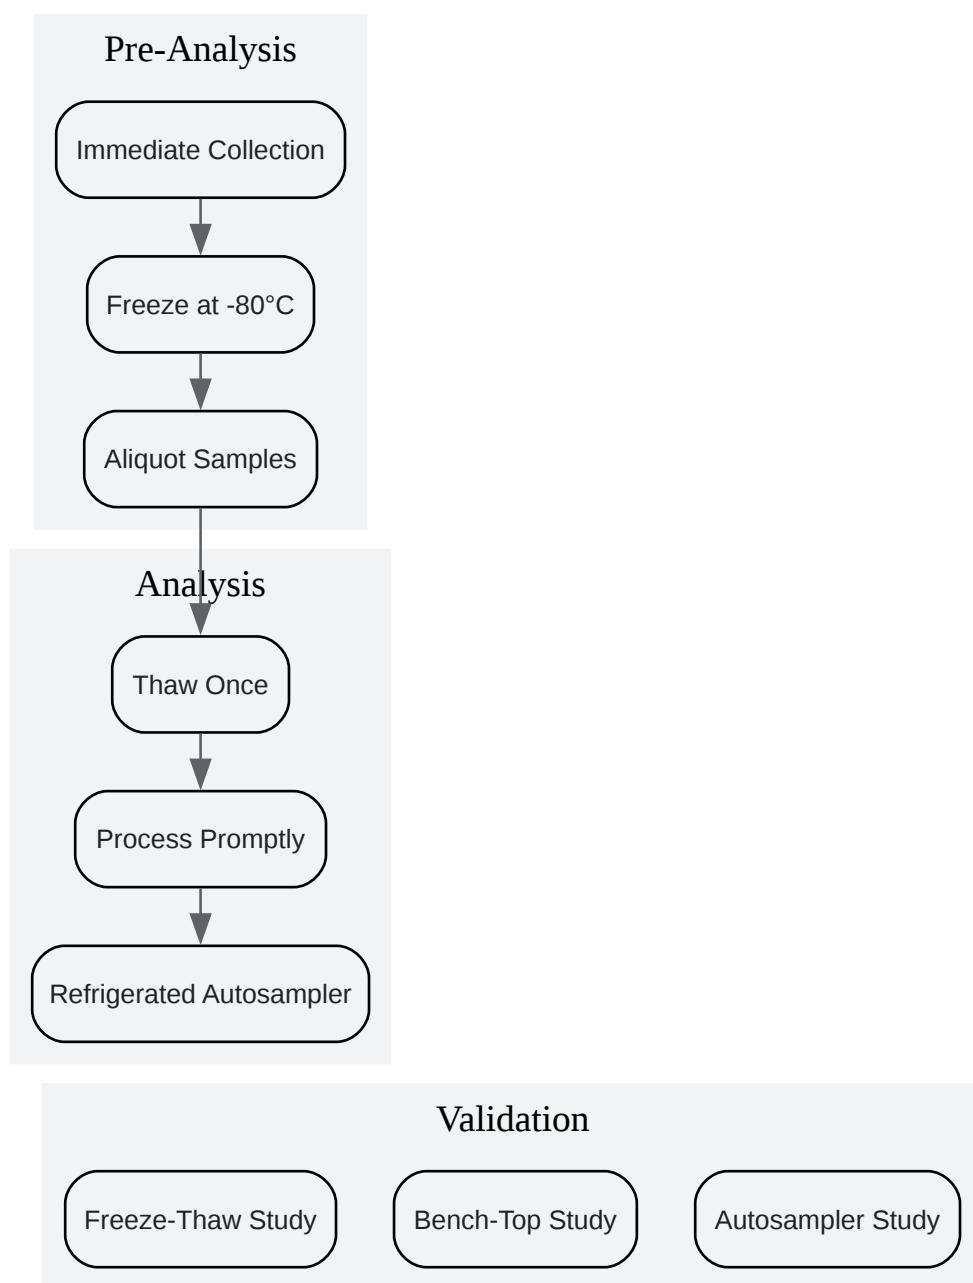 Pre-Analysis
Immediate Collection
Freeze at -80°C
Aliquot Samples
Analysis
Thaw Once
Process Promptly
Refrigerated Autosampler
Validation
Freeze-Thaw Study
Bench-Top Study
Autosampler Study